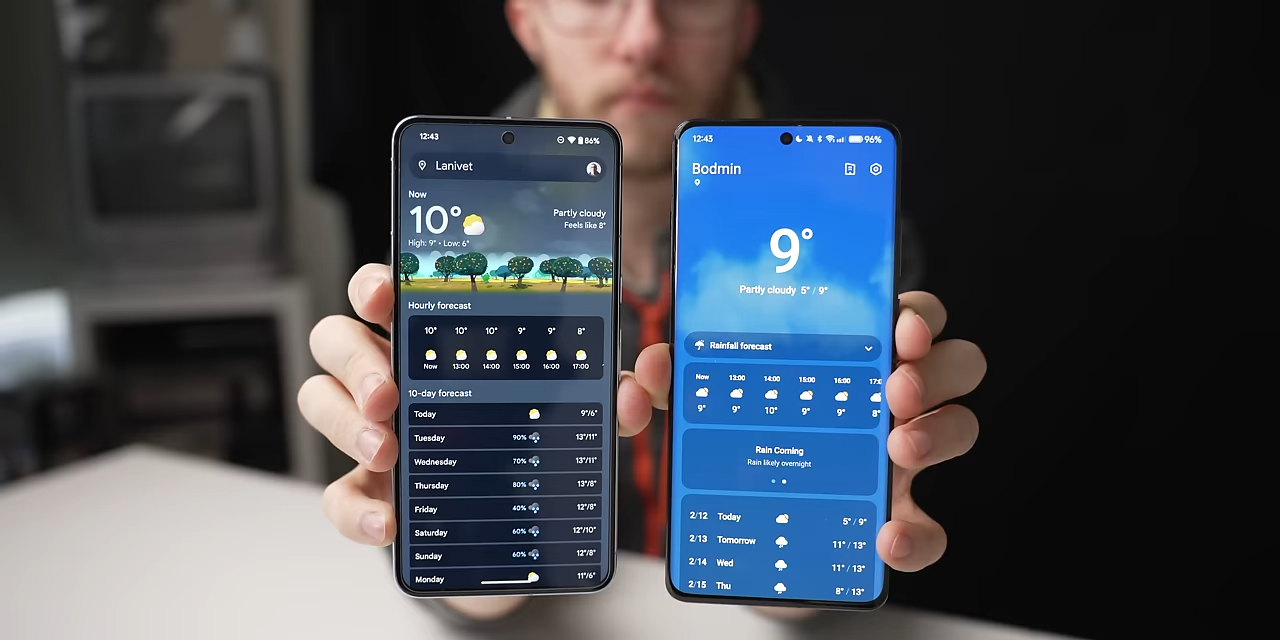 12:43
86%
Lanivet
Now
10°
Partly cloudy
Feels like 8°
High: 9° • Low: 6°
Hourly forecast
10° 10° 10° 9° 9° 8°
Now 13:00 14:00 15:00 16:00 17:00
10-day forecast
Today 9°/6°
Tuesday 90% 13°/11°
Wednesday 70% 13°/11°
Thursday 80% 13°/8°
Friday 40% 12°/8°
Saturday 60% 12°/10°
Sunday 60% 12°/8°
Monday 11°/6°
12:43
96%
Bodmin
9°
Partly cloudy 5° / 9°
Rainfall forecast
Now 13:00 14:00 15:00 16:00 17:0
9° 9° 10° 9° 9° 8°
Rain Coming
Rain likely overnight
2/12 Today 5° / 9°
2/13 Tomorrow 11° / 13°
2/14 Wed 11° / 13°
2/15 Thu 8° / 13°